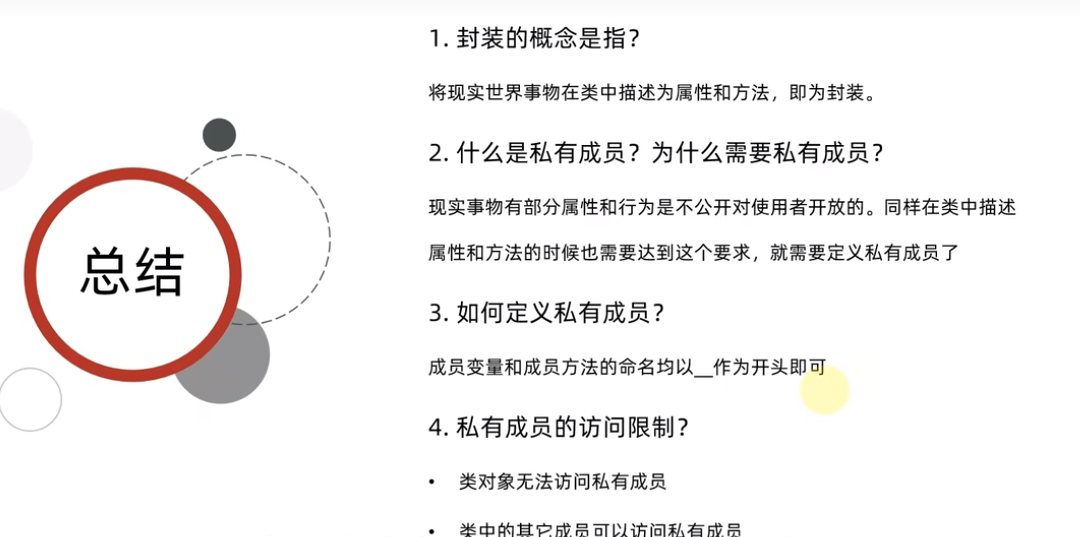 总结
1. 封装的概念是指？
将现实世界事物在类中描述为属性和方法，即为封装。
2. 什么是私有成员？为什么需要私有成员？
现实事物有部分属性和行为是不公开对使用者开放的。同样在类中描述
属性和方法的时候也需要达到这个要求，就需要定义私有成员了
3. 如何定义私有成员？
成员变量和成员方法的命名均以__作为开头即可
4. 私有成员的访问限制？
• 类对象无法访问私有成员
• 类中的其它成员可以访问私有成员